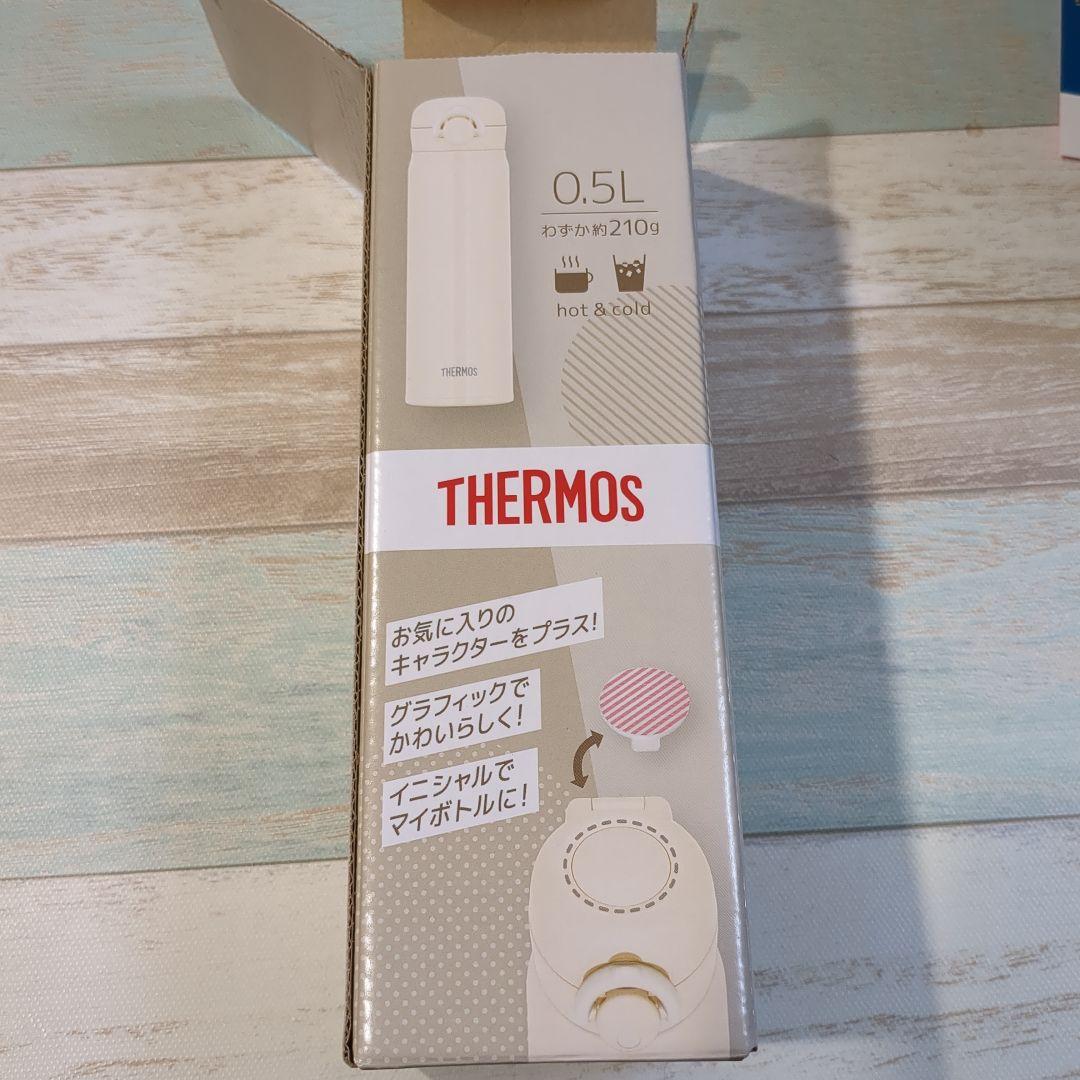 0.5L
わずか約210g
hot & cold
THERMOS
THERMOS
お気に入りの
キャラクターをプラス!
グラフィックで
かわいらしく!
イニシャルで
マイボトルに!